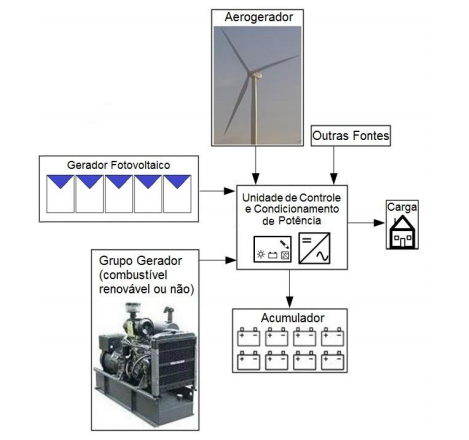 Aerogerador
Outras Fontes
Gerador Fotovoltaico
Unidade de Controle
e Condicionamento
de Potência
Carga
Grupo Gerador
(combustível
renovável ou não)
Acumulador